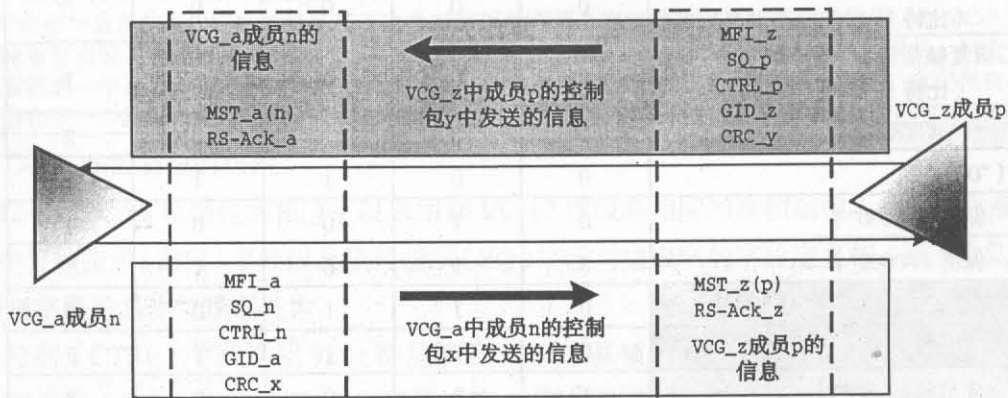 VCG_a成员n的
信息
MST_a(n)
RS-Ack_a
VCG_z中成员p的控制
包y中发送的信息
MFI_z
SQ_p
CTRL_p
GID_z
CRC_y
VCG_z成员p
VCG_a成员n
MFI_a
SQ_n
CTRL_n
GID_a
CRC_x
VCG_a中成员n的控制
包x中发送的信息
MST_z(p)
RS-Ack_z
VCG_z成员p的
信息